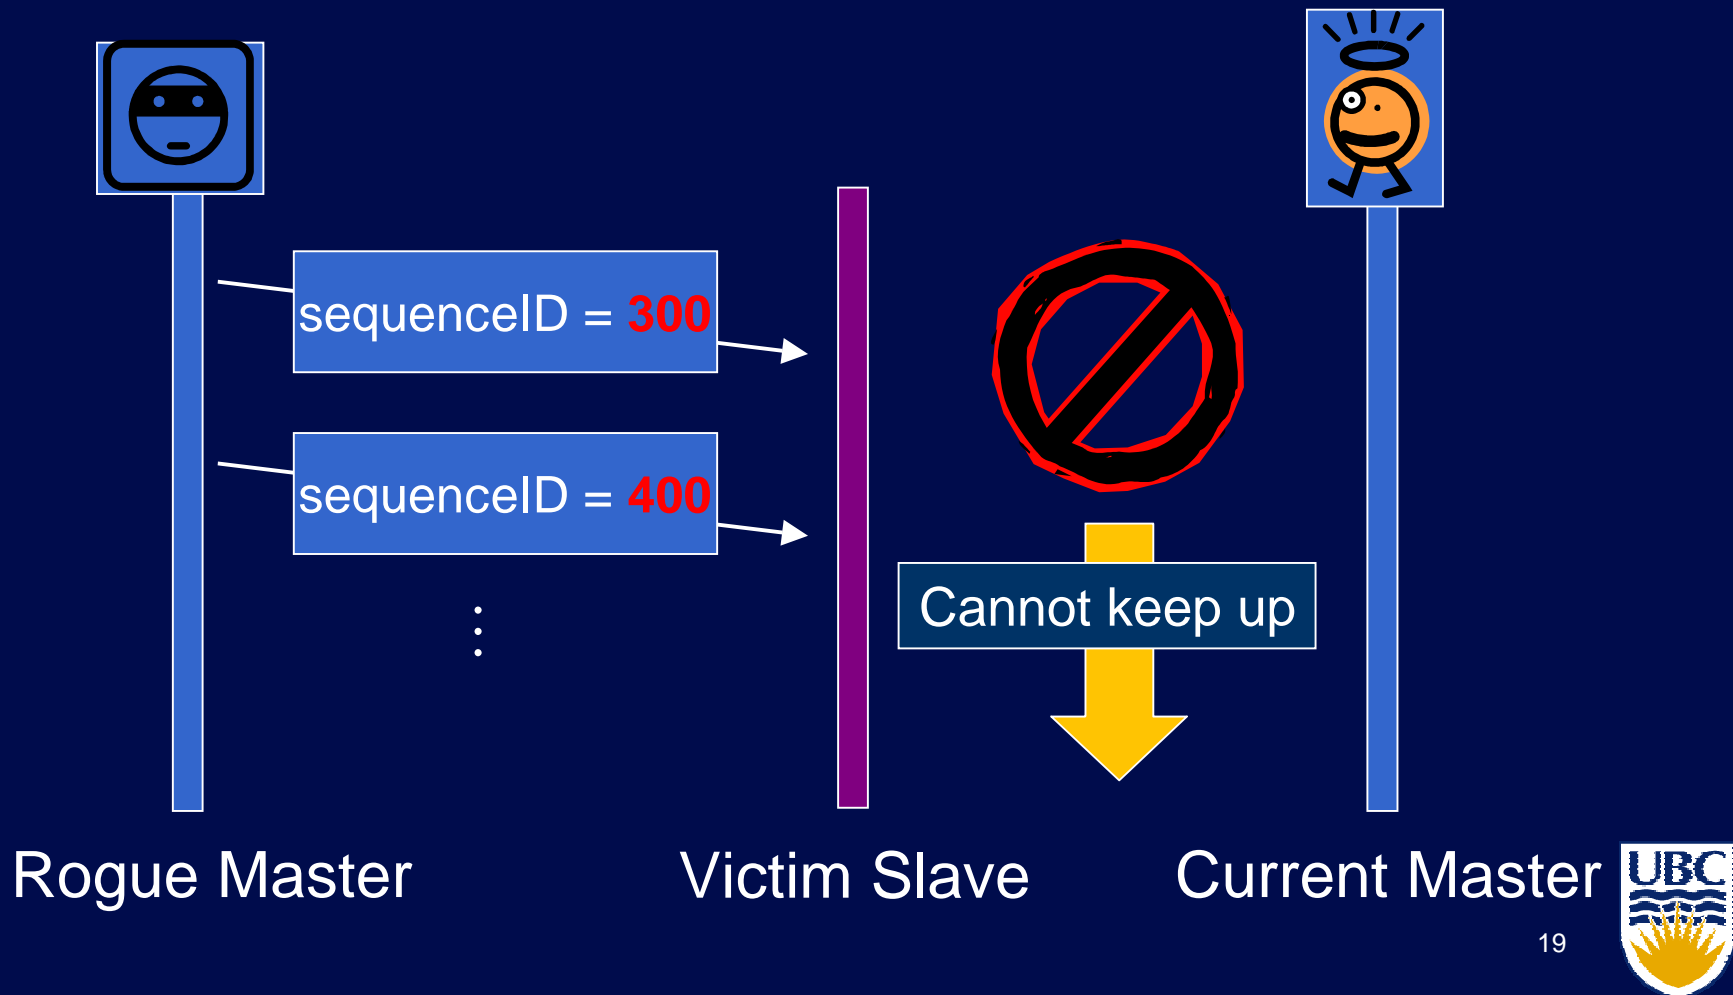 sequenceID = 300
sequenceID = 400
Cannot keep up
Rogue Master
Victim Slave
Current Master
UBC
19